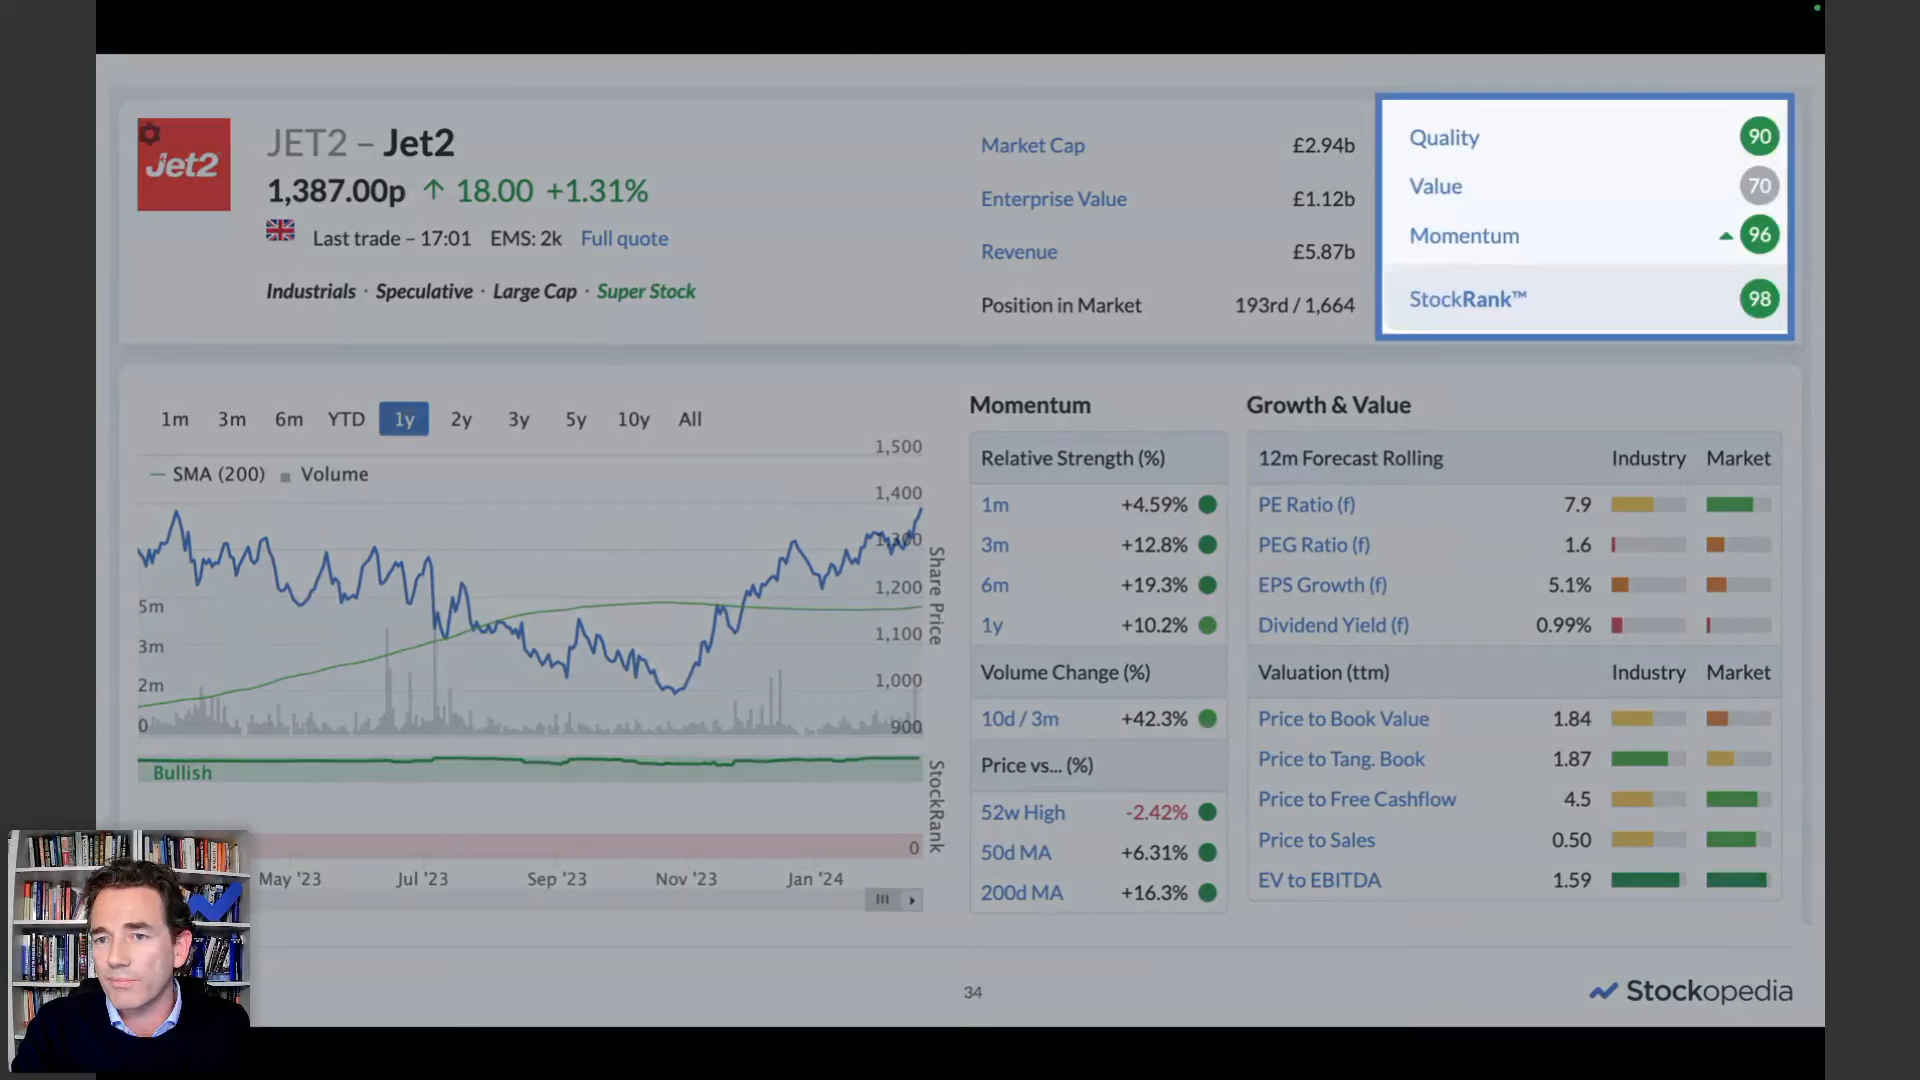 Jet2
JET2 – Jet2
1,387.00p ↑ 18.00 +1.31%
Last trade – 17:01 EMS: 2k Full quote
Industrials · Speculative · Large Cap · Super Stock
Market Cap £2.94b
Enterprise Value £1.12b
Revenue £5.87b
Position in Market 193rd / 1,664
Quality 90
Value 70
Momentum 96
StockRank™ 98
1m 3m 6m YTD 1y 2y 3y 5y 10y All
SMA (200) Volume
1,500
1,400
1,300
1,200
1,100
1,000
900
5m
3m
2m
0
Share Price
Bullish
StockRank
0
May '23 Jul '23 Sep '23 Nov '23 Jan '24
Momentum
Relative Strength (%)
1m +4.59%
3m +12.8%
6m +19.3%
1y +10.2%
Volume Change (%)
10d / 3m +42.3%
Price vs... (%)
52w High -2.42%
50d MA +6.31%
200d MA +16.3%
Growth & Value
12m Forecast Rolling Industry Market
PE Ratio (f) 7.9
PEG Ratio (f) 1.6
EPS Growth (f) 5.1%
Dividend Yield (f) 0.99%
Valuation (ttm) Industry Market
Price to Book Value 1.84
Price to Tang. Book 1.87
Price to Free Cashflow 4.5
Price to Sales 0.50
EV to EBITDA 1.59
34
Stockopedia